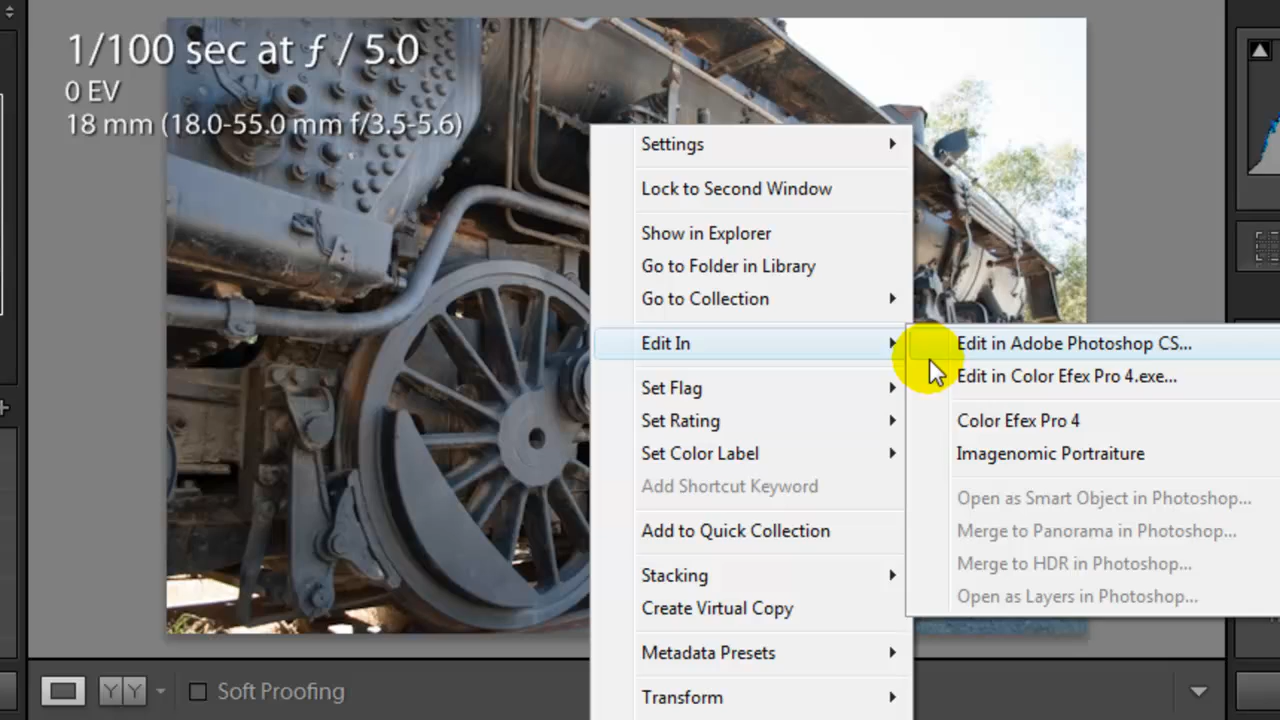 1/100 sec at ƒ / 5.0
0 EV
18 mm (18.0-55.0 mm f/3.5-5.6)
Settings
Lock to Second Window
Show in Explorer
Go to Folder in Library
Go to Collection
Edit In
Set Flag
Set Rating
Set Color Label
Add Shortcut Keyword
Add to Quick Collection
Stacking
Create Virtual Copy
Metadata Presets
Transform
Edit in Adobe Photoshop CS...
Edit in Color Efex Pro 4.exe...
Color Efex Pro 4
Imagenomic Portraiture
Open as Smart Object in Photoshop...
Merge to Panorama in Photoshop...
Merge to HDR in Photoshop...
Open as Layers in Photoshop...
YY
Soft Proofing